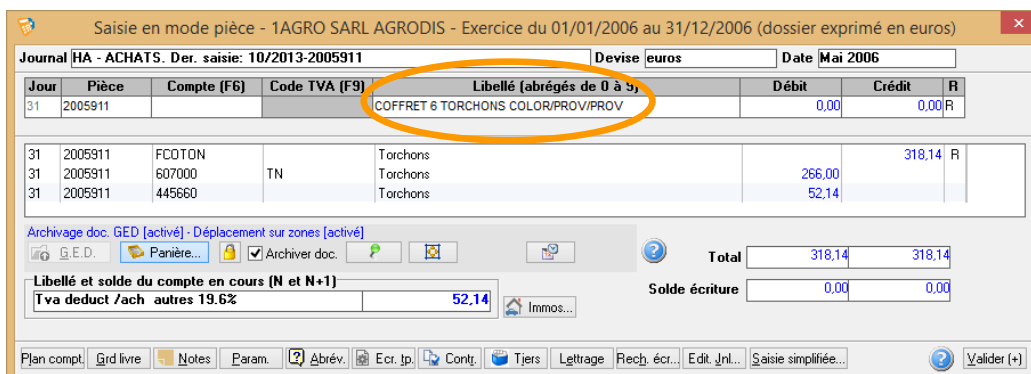 Saisie en mode pièce - 1AGRO SARL AGRODIS - Exercice du 01/01/2006 au 31/12/2006 (dossier exprimé en euros)
Journal HA - ACHATS. Der. saisie: 10/2013-2005911 Devise euros Date Mai 2006
Jour Pièce Compte (F6) Code TVA (F9) Libellé (abrégés de 0 à 9) Débit Crédit R
31 2005911 COFFRET 6 TORCHONS COLOR/PROV/PROV 0,00 0,00 R
31 2005911 FCOTON Torchons 318,14 R
31 2005911 607000 TN Torchons 266,00
31 2005911 445660 Torchons 52,14
Archivage doc. GED [activé] - Déplacement sur zones [activé]
G.E.D. Panière... Archiver doc. Total 318,14 318,14
Libellé et solde du compte en cours (N et N+1) Solde écriture 0,00 0,00
Tva deduct /ach autres 19.6% 52,14 Immos...
Plan compt. Grd livre Notes Param. Abrév. Ecr. tp. Contr. Tiers Lettrage Rech. écr... Edit. Jnl... Saisie simplifiée... Valider (+)